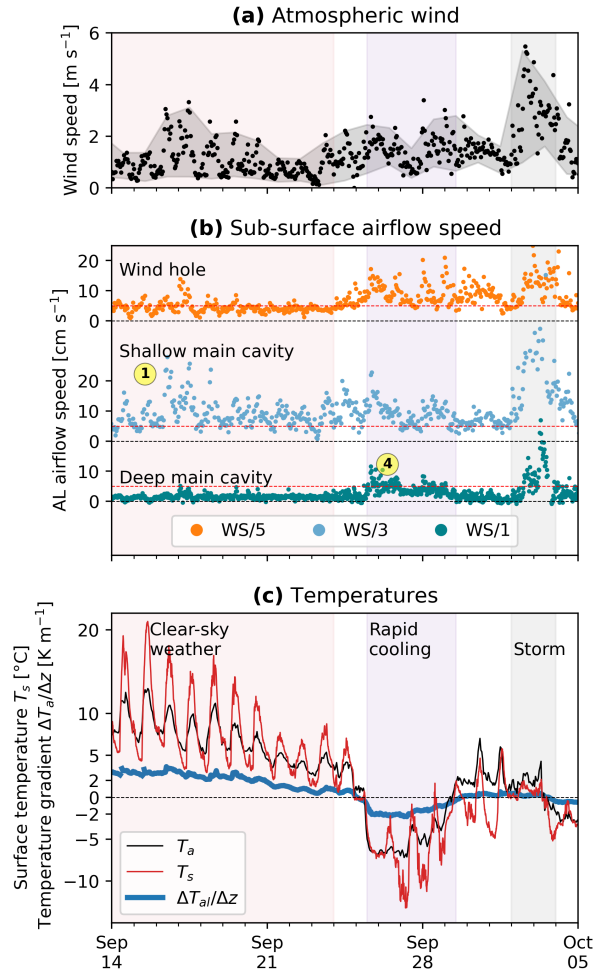 (a) Atmospheric wind
Wind speed [m s⁻¹]
6
4
2
0
(b) Sub-surface airflow speed
AL airflow speed [cm s⁻¹]
20
10
0
Wind hole
Shallow main cavity
1
20
10
0
4
Deep main cavity
10
0
WS/5 WS/3 WS/1
(c) Temperatures
Surface temperature Tₛ [°C]
Temperature gradient ΔTₐ/Δz [K m⁻¹]
20
10
5
2
0
−2
−5
−10
Clear-sky
weather
Rapid
cooling
Storm
Tₐ
Tₛ
ΔTₐₗ/Δz
Sep
14
Sep
21
Sep
28
Oct
05